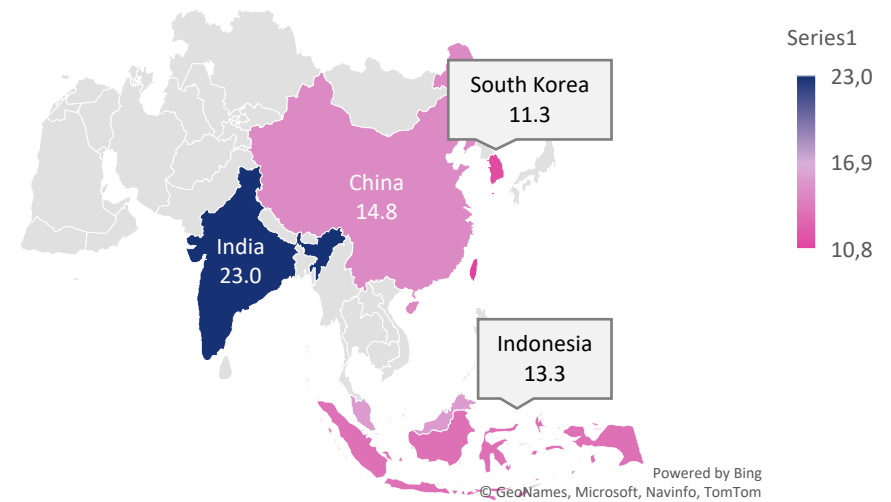 Series1
23,0
16,9
10,8
South Korea
11.3
China
14.8
India
23.0
Indonesia
13.3
Powered by Bing
© GeoNames, Microsoft, Navinfo, TomTom